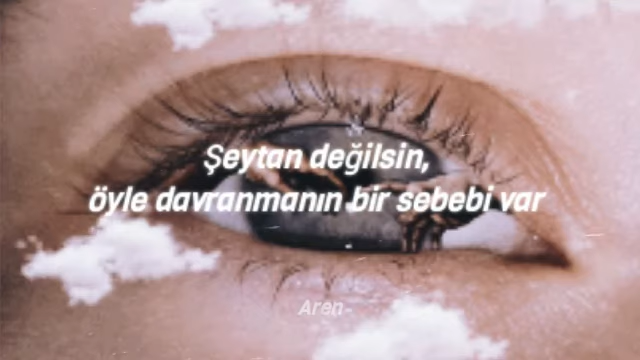 Şeytan değilsin,
öyle davranmanın bir sebebi var
Aren